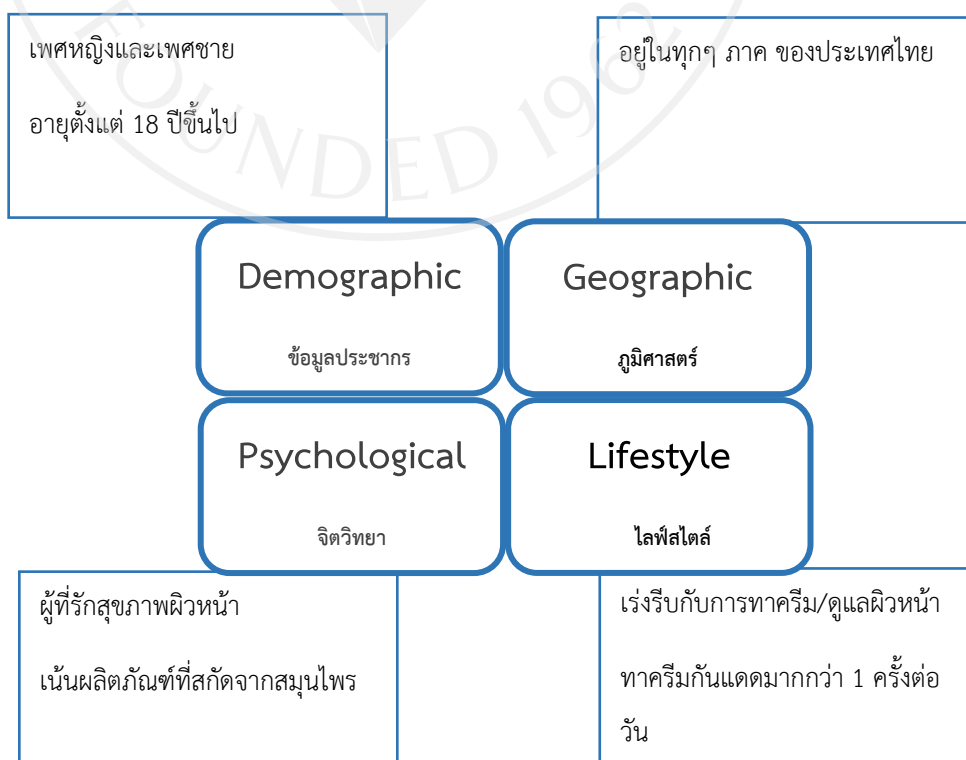 เพศหญิงและเพศชาย
อายุตั้งแต่ 18 ปีขึ้นไป
อยู่ในทุกๆ ภาค ของประเทศไทย
FOUNDED 1962
Demographic
ข้อมูลประชากร
Geographic
ภูมิศาสตร์
Psychological
จิตวิทยา
Lifestyle
ไลฟ์สไตล์
ผู้ที่รักสุขภาพผิวหน้า
เน้นผลิตภัณฑ์ที่สกัดจากสมุนไพร
เร่งรีบกับการทาครีม/ดูแลผิวหน้า
ทาครีมกันแดดมากกว่า 1 ครั้งต่อ
วัน